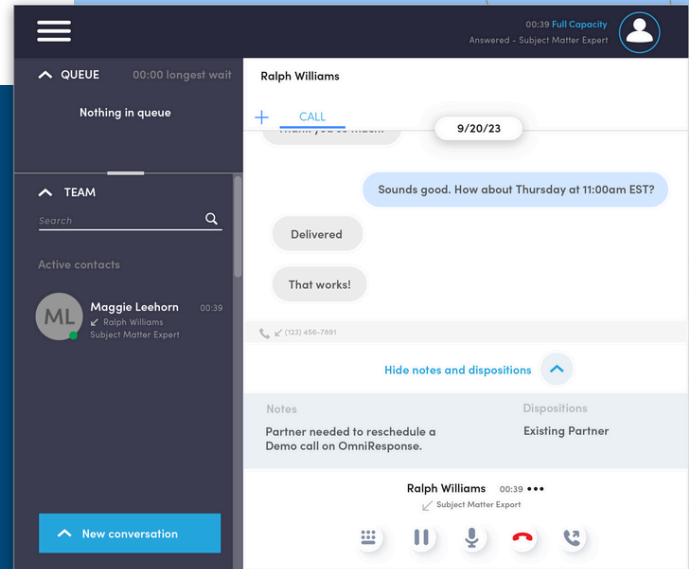 00:39 Full Capacity
Answered - Subject Matter Expert
QUEUE 00:00 longest wait
Nothing in queue
TEAM
Search
Active contacts
ML
Maggie Leehorn 00:39
Ralph Williams
Subject Matter Expert
New conversation
Ralph Williams
CALL
9/20/23
Sounds good. How about Thursday at 11:00am EST?
Delivered
That works!
(123) 456-7891
Hide notes and dispositions
Notes
Dispositions
Partner needed to reschedule a
Demo call on OmniResponse.
Existing Partner
Ralph Williams 00:39
Subject Matter Export